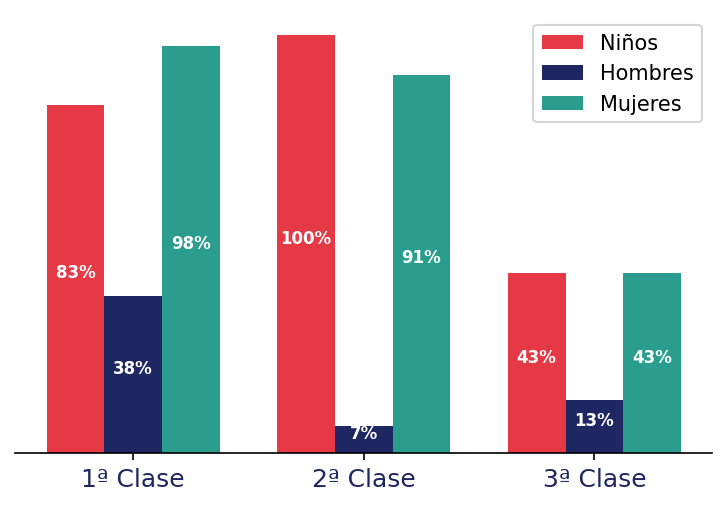 Niños
Hombres
Mujeres
83%
38%
98%
100%
7%
91%
43%
13%
43%
1ª Clase
2ª Clase
3ª Clase